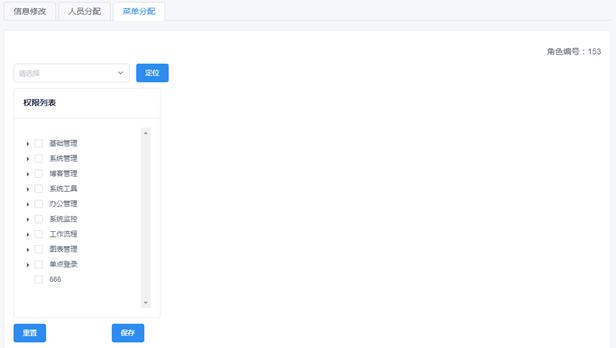 信息修改 人员分配 菜单分配
角色编号：153
请选择 定位
权限列表
基础管理
系统管理
博客管理
系统工具
办公管理
系统监控
工作流程
图表管理
单点登录
666
重置 保存